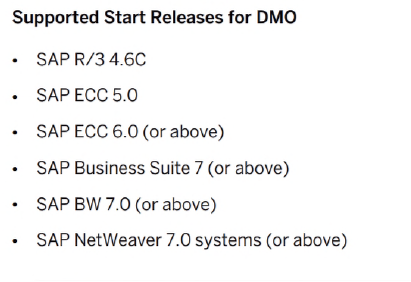 Supported Start Releases for DMO
• SAP R/3 4.6C
• SAP ECC 5.0
• SAP ECC 6.0 (or above)
• SAP Business Suite 7 (or above)
• SAP BW 7.0 (or above)
• SAP NetWeaver 7.0 systems (or above)